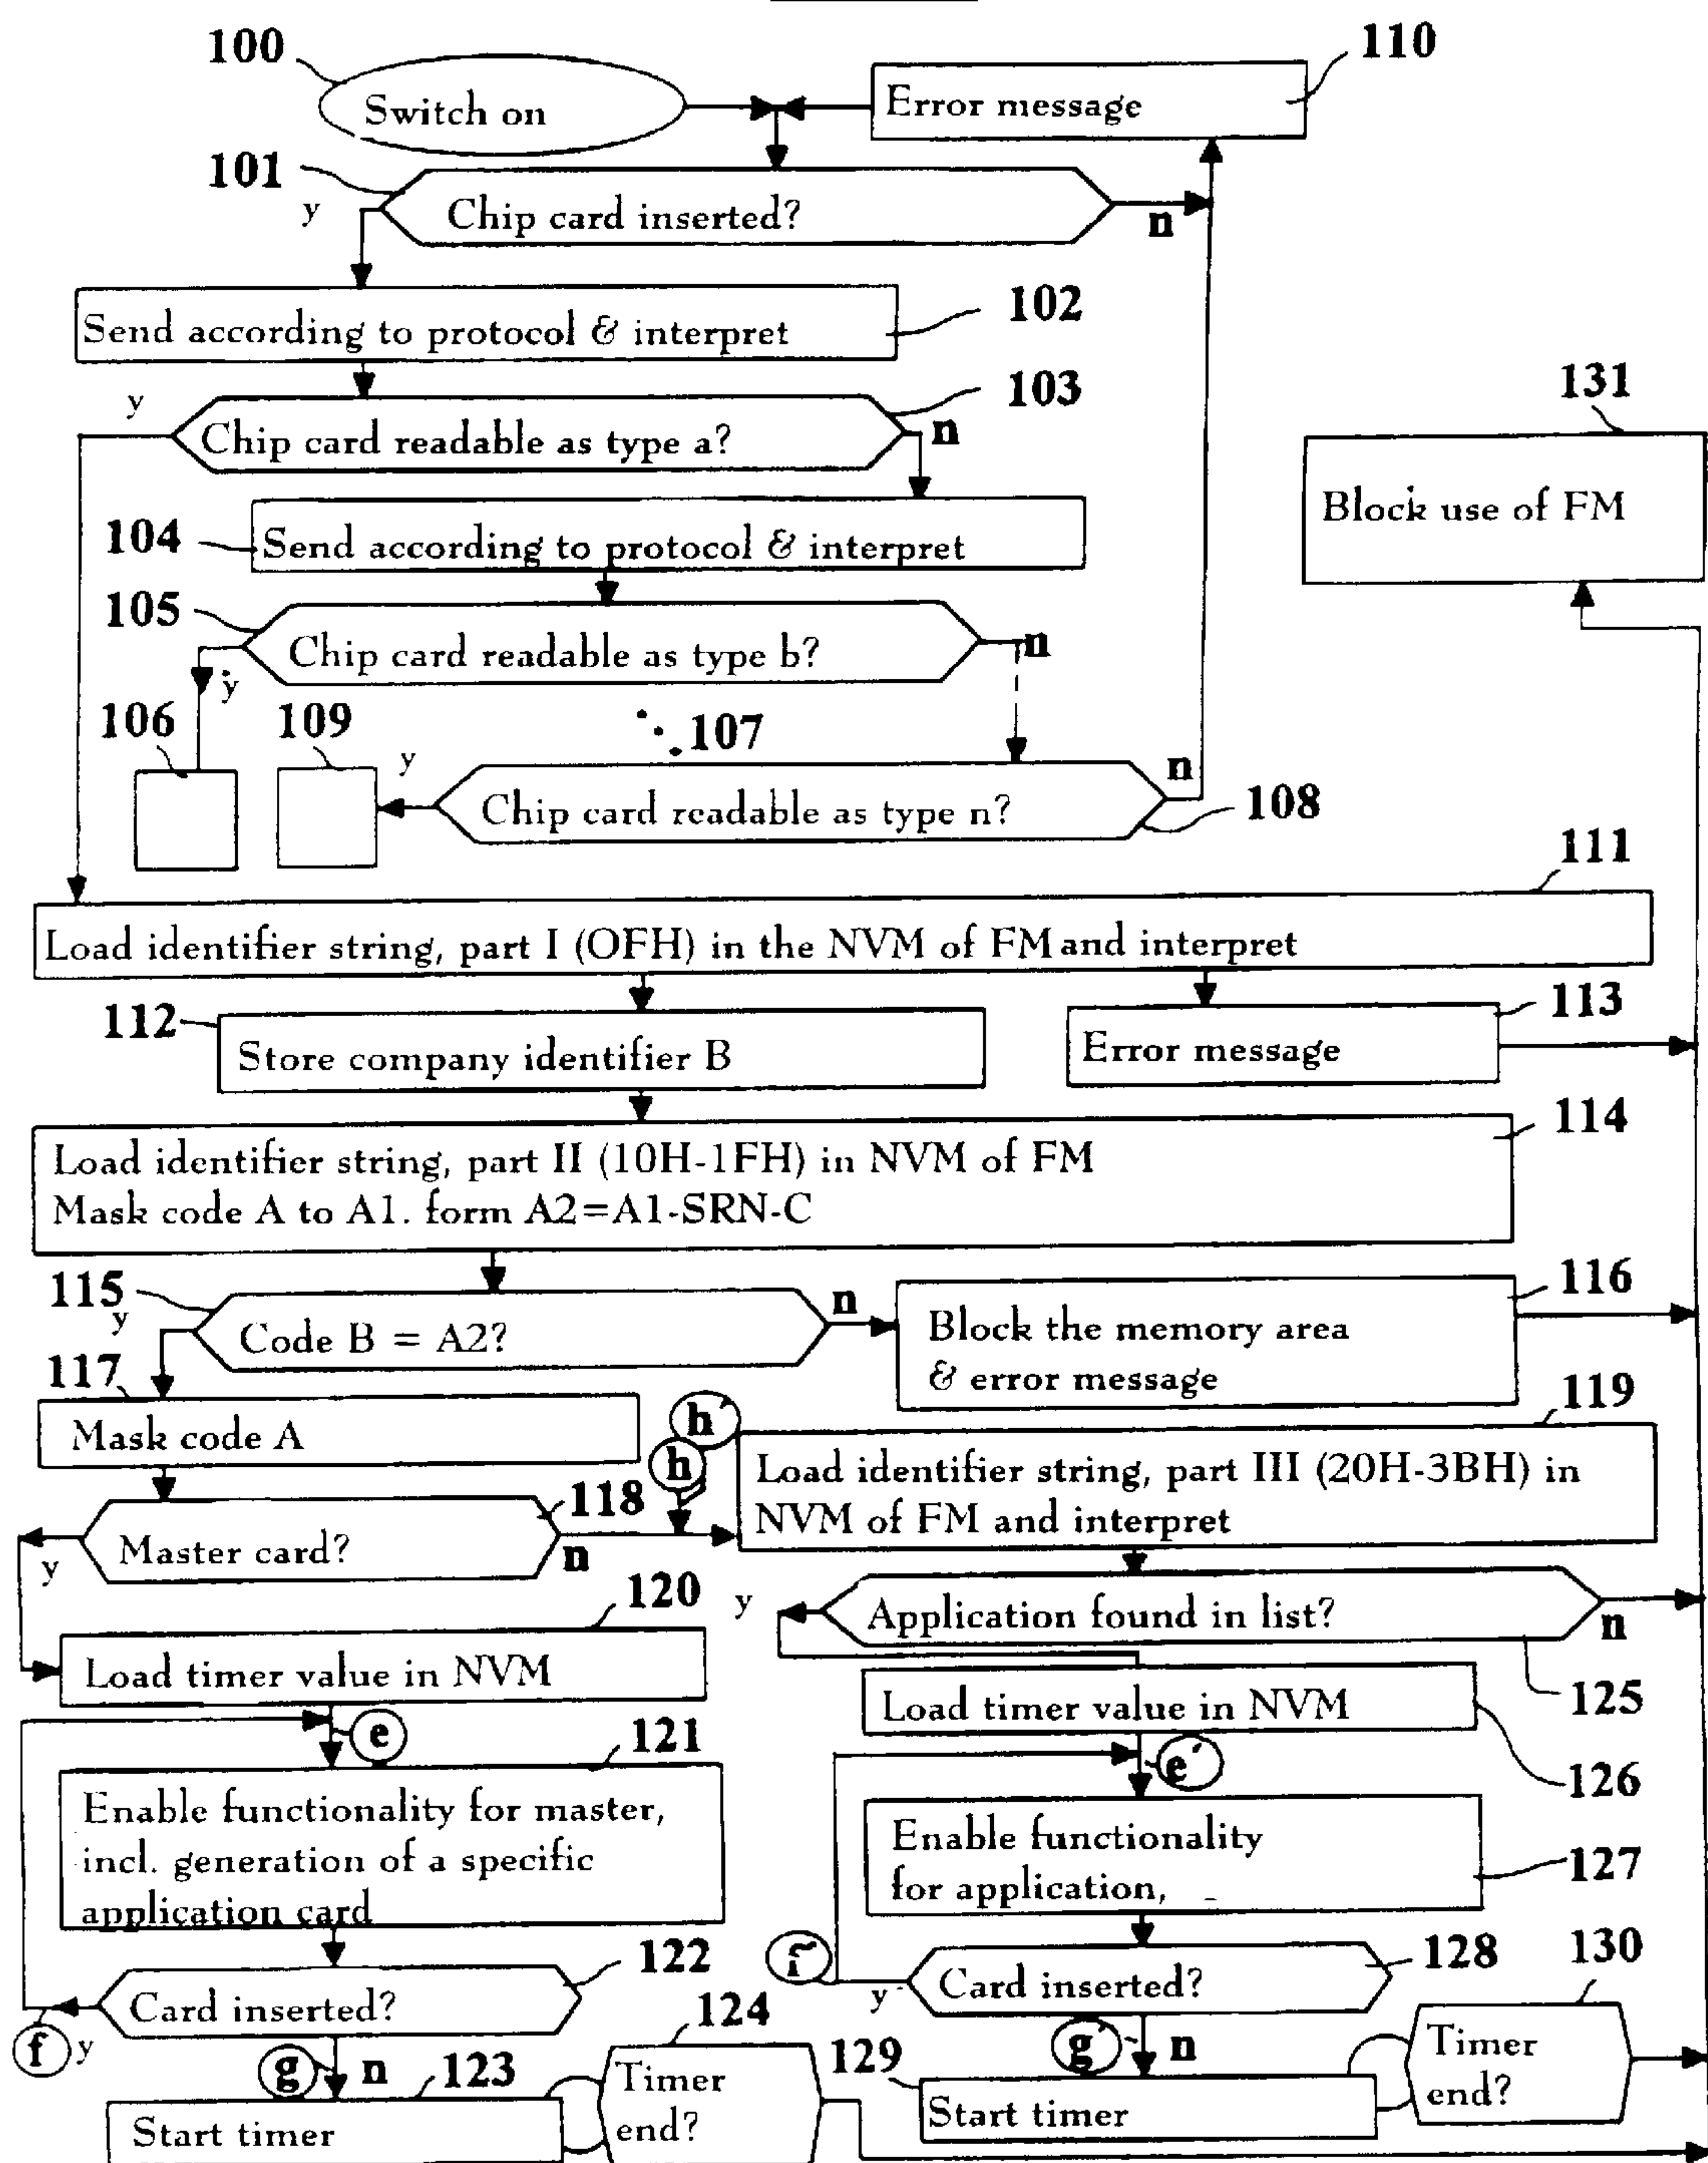 100
110
Switch on
Error message
101
y
Chip card inserted?
n
102
Send according to protocol & interpret
103
131
y
Chip card readable as type a?
n
Block use of FM
104
Send according to protocol & interpret
105
Chip card readable as type b?
n
y
106
109
107
y
n
Chip card readable as type n?
108
111
Load identifier string, part I (OFH) in the NVM of FM and interpret
112
113
Store company identifier B
Error message
114
Load identifier string, part II (10H-1FH) in NVM of FM
Mask code A to A1. form A2=A1-SRN-C
115
y
Code B = A2?
n
116
Block the memory area
& error message
117
Mask code A
h´
h
119
Load identifier string, part III (20H-3BH) in
NVM of FM and interpret
118
Master card?
y
n
120
y
Application found in list?
n
125
Load timer value in NVM
Load timer value in NVM
e
e´
126
121
Enable functionality for master,
incl. generation of a specific
application card
Enable functionality
for application,
127
122
f´
128
130
Card inserted?
Card inserted?
y
f
y
124
g
n
123
g´
n
129
Timer
end?
Timer
end?
Start timer
Start timer